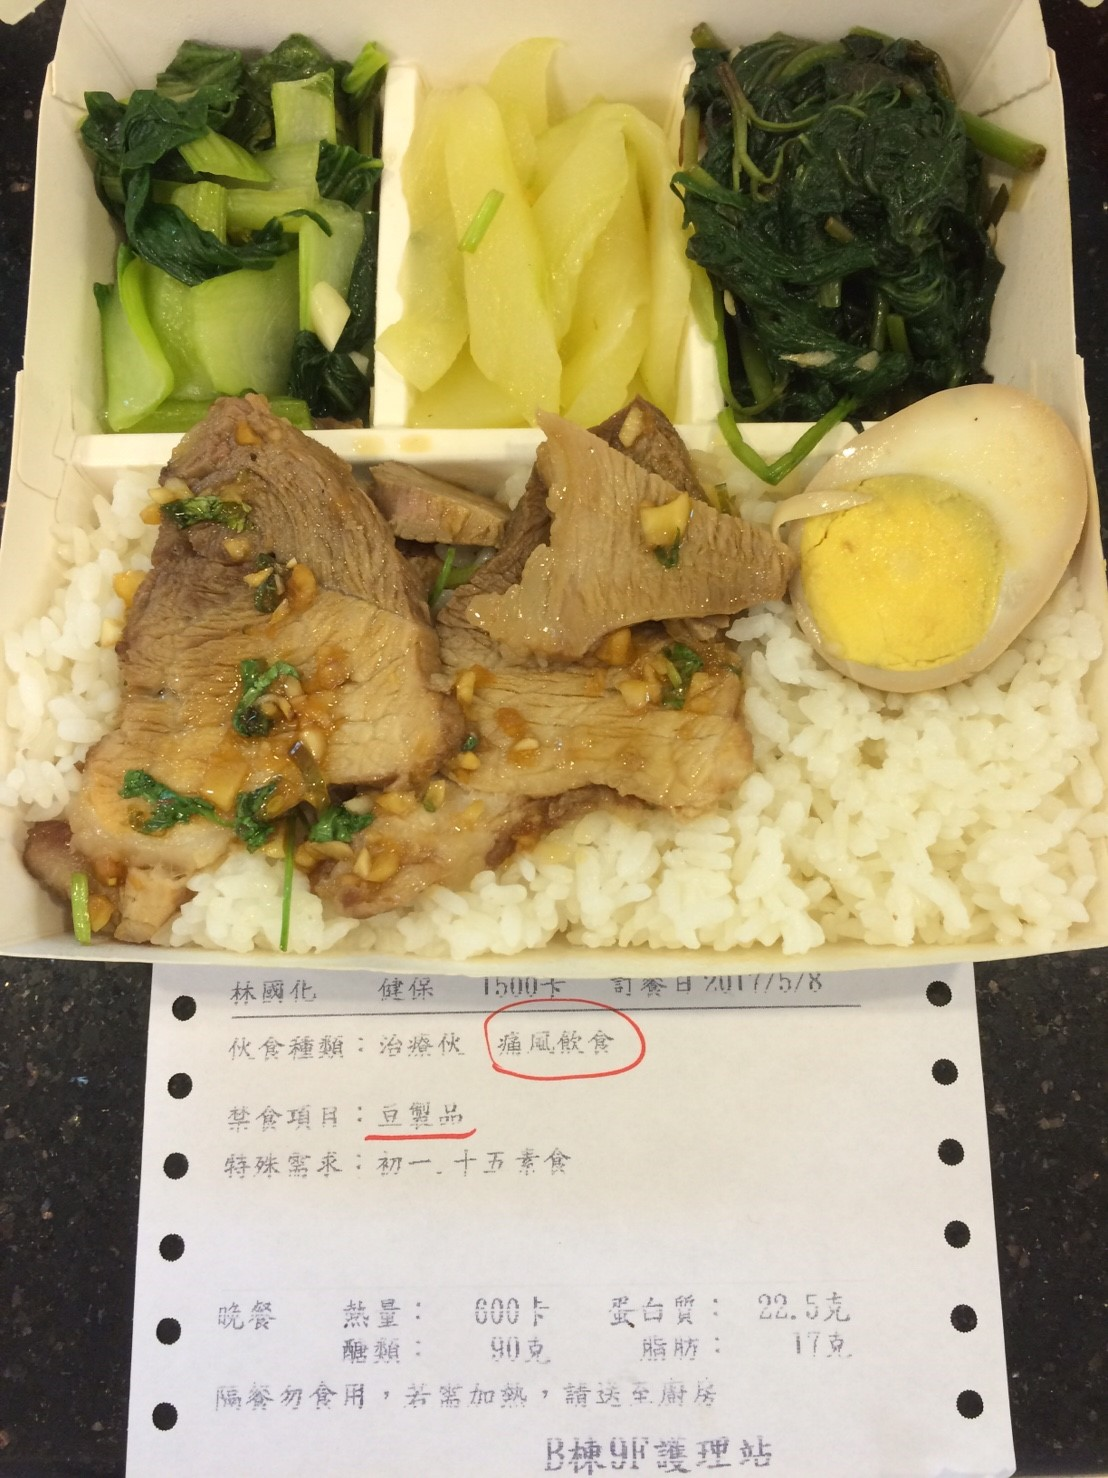 林國化 健保 1500卡 訂餐日2017/5/8
伙食種類：治療伙 痛風飲食
禁食項目：豆製品
特殊需求：初一.十五素食
晚餐 熱量： 600卡 蛋白質： 22.5克
醣類： 90克 脂肪： 17克
隔餐勿食用，若需加熱，請送至廚房
B棟9F護理站